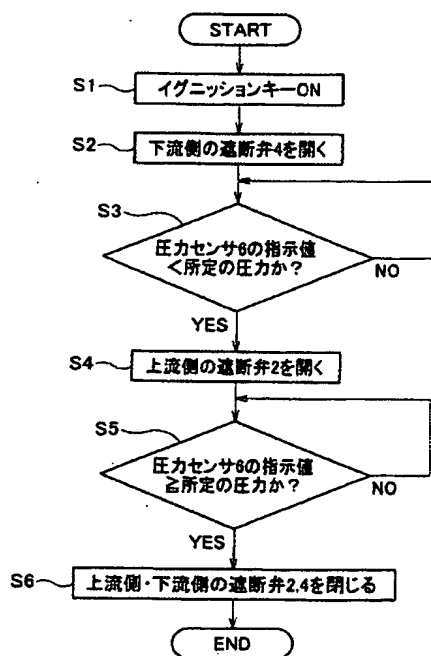 START
S1
イグニッションキーON
S2
下流側の遮断弁4を開く
S3
圧力センサ6の指示値
<所定の圧力か?
NO
YES
S4
上流側の遮断弁2を開く
S5
圧力センサ6の指示値
≧所定の圧力か?
NO
YES
S6
上流側・下流側の遮断弁2,4を閉じる
END